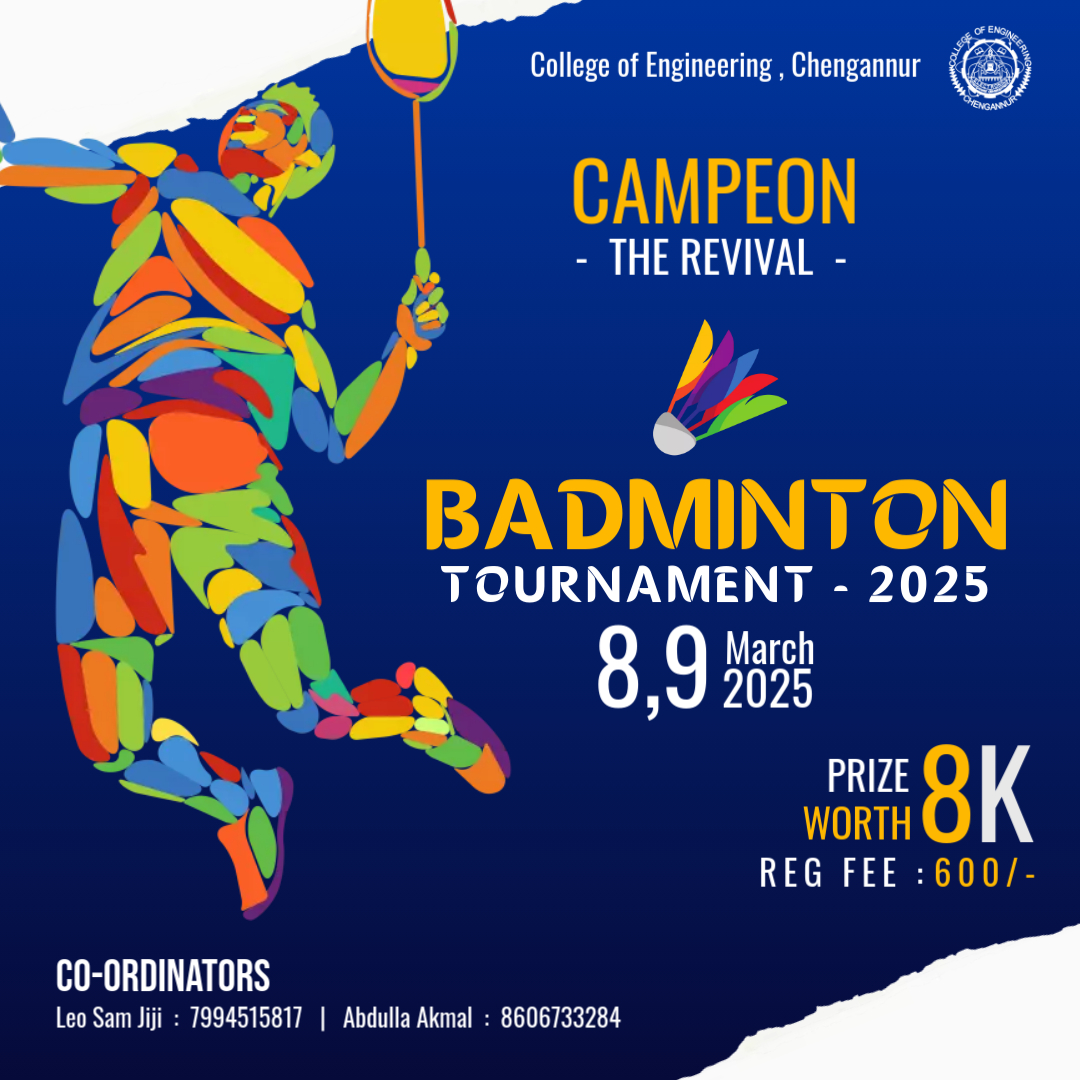 College of Engineering , Chengannur
COLLEGE OF ENGINEERING
CHENGANNUR
CAMPEON
- THE REVIVAL -
BADMINTON
TOURNAMENT - 2025
8,9 March
2025
PRIZE
WORTH 8K
REG FEE : 600/-
CO-ORDINATORS
Leo Sam Jiji : 7994515817 | Abdulla Akmal : 8606733284